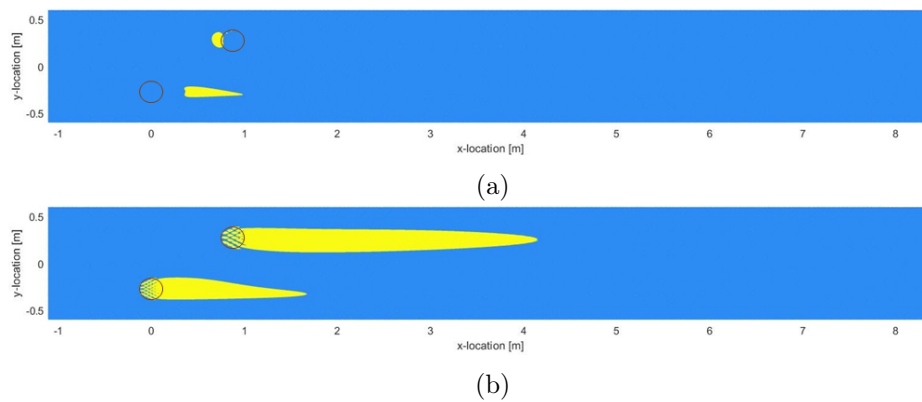 0.5
0
-0.5
y-location [m]
-1 0 1 2 3 4 5 6 7 8
x-location [m]
(a)
0.5
0
-0.5
y-location [m]
-1 0 1 2 3 4 5 6 7 8
x-location [m]
(b)